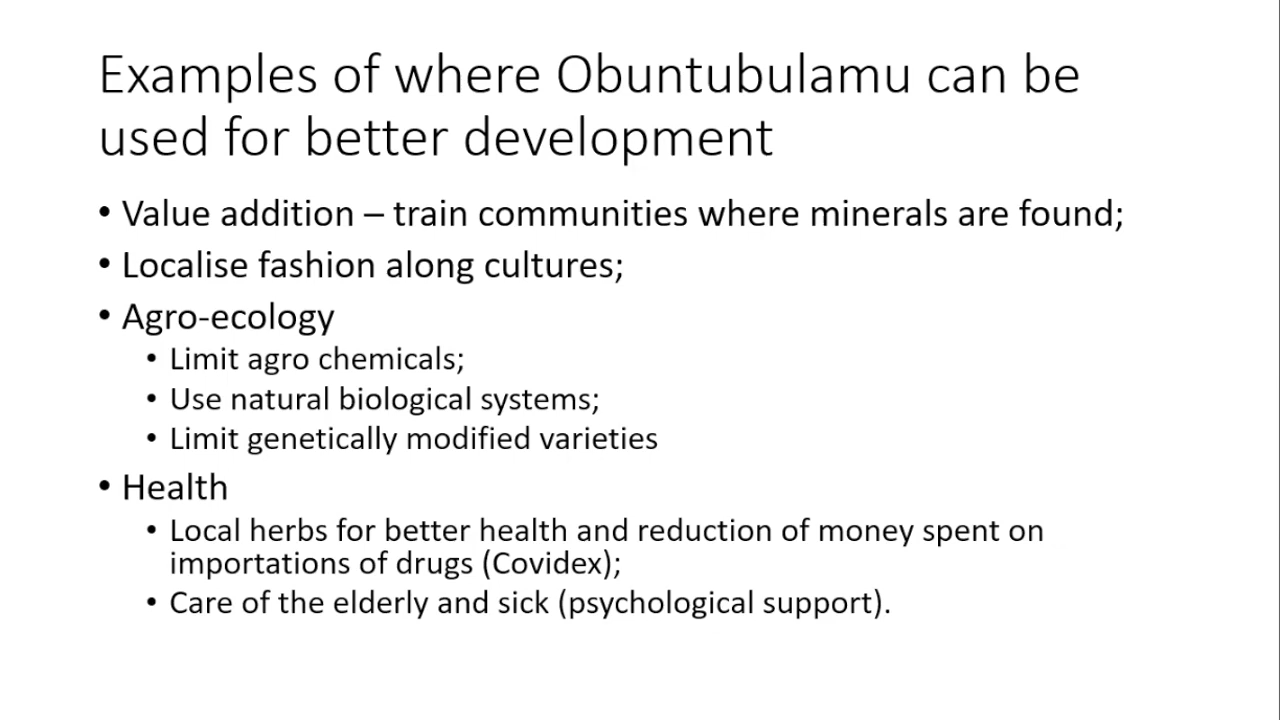 Examples of where Obuntubulamu can be
used for better development
• Value addition – train communities where minerals are found;
• Localise fashion along cultures;
• Agro-ecology
• Limit agro chemicals;
• Use natural biological systems;
• Limit genetically modified varieties
• Health
• Local herbs for better health and reduction of money spent on
importations of drugs (Covidex);
• Care of the elderly and sick (psychological support).